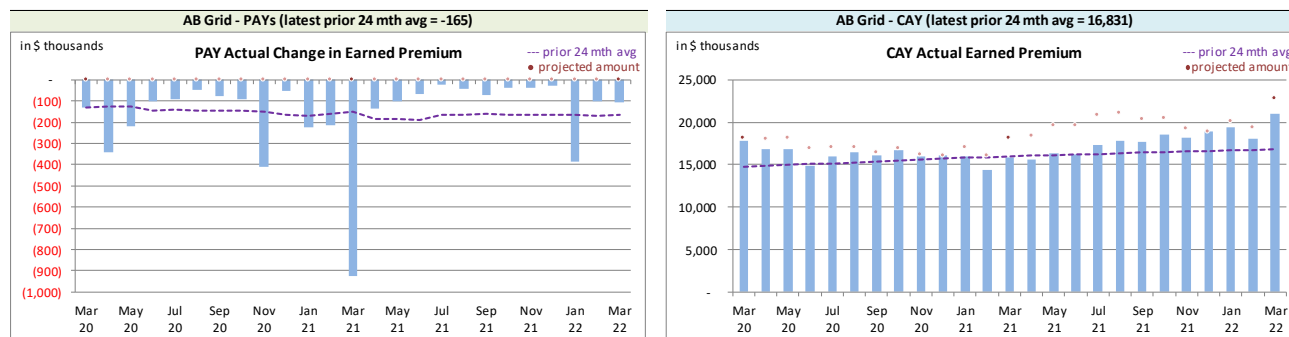 AB Grid - PAYs (latest prior 24 mth avg = -165)
in $ thousands
PAY Actual Change in Earned Premium
--- prior 24 mth avg
• projected amount
-
(100)
(200)
(300)
(400)
(500)
(600)
(700)
(800)
(900)
(1,000)
Mar May Jul Sep Nov Jan Mar May Jul Sep Nov Jan Mar
20 20 20 20 20 21 21 21 21 21 21 22 22
AB Grid - CAY (latest prior 24 mth avg = 16,831)
in $ thousands
CAY Actual Earned Premium
--- prior 24 mth avg
• projected amount
25,000
20,000
15,000
10,000
5,000
-
Mar May Jul Sep Nov Jan Mar May Jul Sep Nov Jan Mar
20 20 20 20 20 21 21 21 21 21 21 22 22